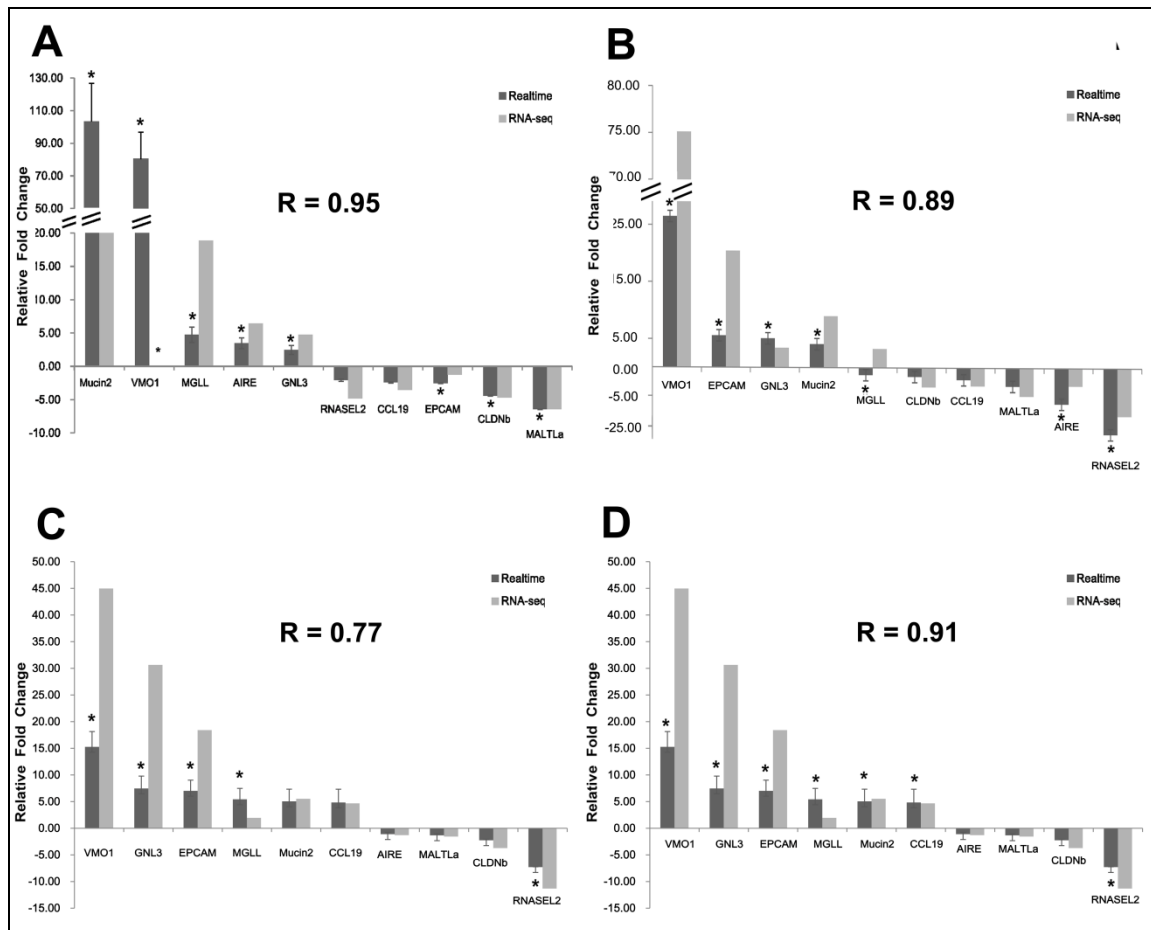 A
130.00
110.00
90.00
70.00
50.00
20.00
15.00
10.00
5.00
0.00
-5.00
-10.00
Relative Fold Change
Realtime
RNA-seq
R = 0.95
* * * * * * * * *
Mucin2 VMO1 MGLL AIRE GNL3 RNASEL2 CCL19 EPCAM CLDNb MALTLa
B
80.00
75.00
70.00
25.00
15.00
5.00
0.00
-5.00
-25.00
Relative Fold Change
Realtime
RNA-seq
R = 0.89
* * * * * * *
VMO1 EPCAM GNL3 Mucin2 MGLL CLDNb CCL19 MALTLa AIRE RNASEL2
C
50.00
45.00
40.00
35.00
30.00
25.00
20.00
15.00
10.00
5.00
0.00
-5.00
-10.00
-15.00
Relative Fold Change
Realtime
RNA-seq
R = 0.77
* * * * *
VMO1 GNL3 EPCAM MGLL Mucin2 CCL19 AIRE MALTLa CLDNb RNASEL2
D
50.00
45.00
40.00
35.00
30.00
25.00
20.00
15.00
10.00
5.00
0.00
-5.00
-10.00
-15.00
Relative Fold Change
Realtime
RNA-seq
R = 0.91
* * * * * * *
VMO1 GNL3 EPCAM MGLL Mucin2 CCL19 AIRE MALTLa CLDNb RNASEL2